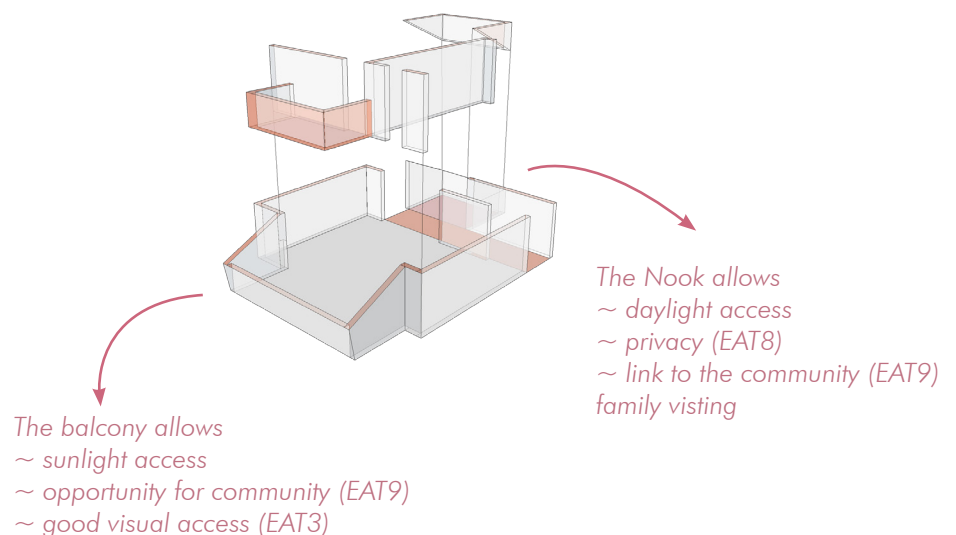 The Nook allows
~ daylight access
~ privacy (EAT8)
~ link to the community (EAT9)
family visting
The balcony allows
~ sunlight access
~ opportunity for community (EAT9)
~ good visual access (EAT3)